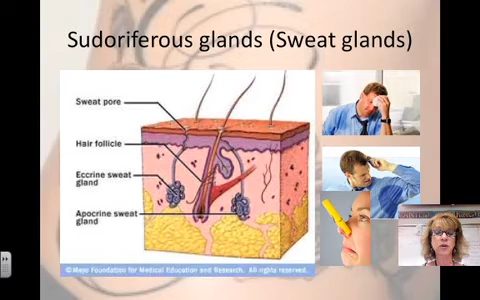 Sudoriferous glands (Sweat glands)
Sweat pore
Hair follicle
Eccrine sweat
gland
Apocrine sweat
gland
©Mayo Foundation for Medical Education and Research. All rights reserved.